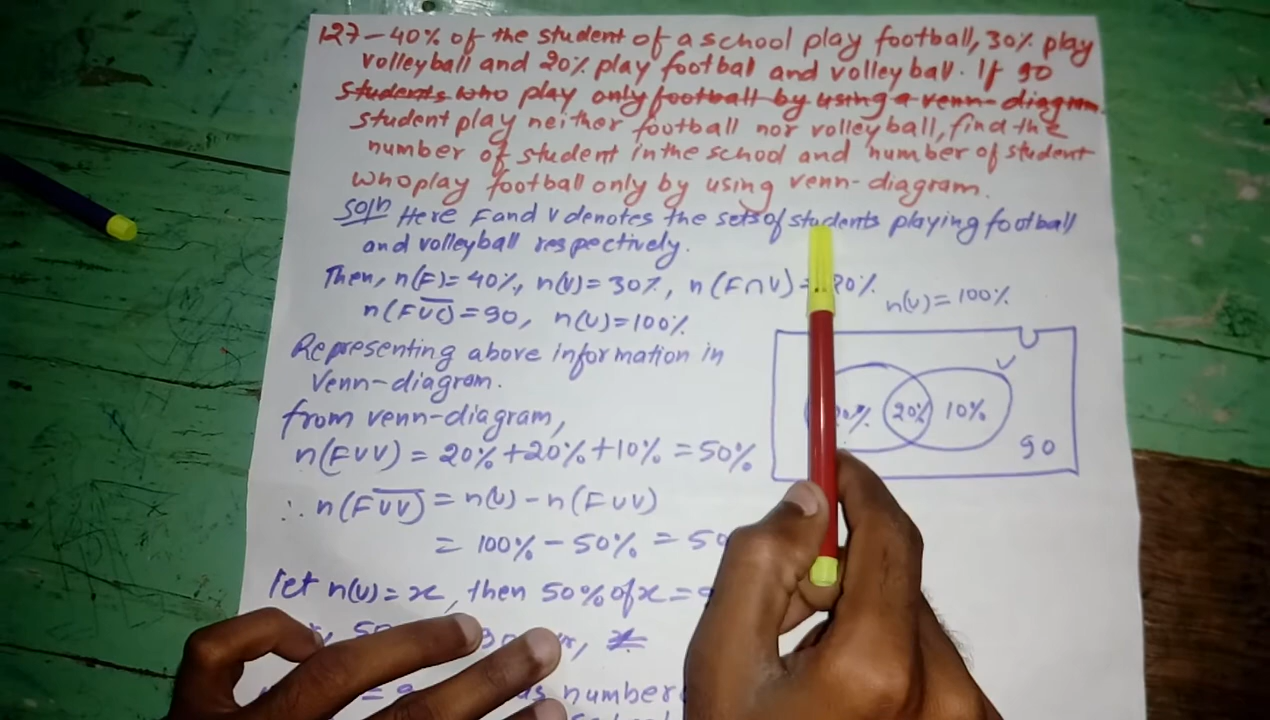 127-40% of the student of a school play football, 30% play
volleyball and 20% play footbal and volleyball. If 90
students who play only football by using a venn-diagram
student play neither football nor volleyball, find the
number of student in the school and number of student
who play football only by using venn-diagram.
Soln Here F and V denotes the sets of students playing football
and volleyball respectively.
Then, n(F)=40%, n(V)=30%, n(F∩V)= 20%
n(U)=100%
n(F̅U̅V̅)=90, n(U)=100%
Representing above information in
Venn-diagram.
U
V
20% 10%
90
from venn-diagram,
n(FUV) = 20%+20%+10% = 50%
∴ n(F̅U̅V̅) = n(U) - n(FUV)
= 100% - 50% = 50
let n(U)=x, then 50% of x =
number